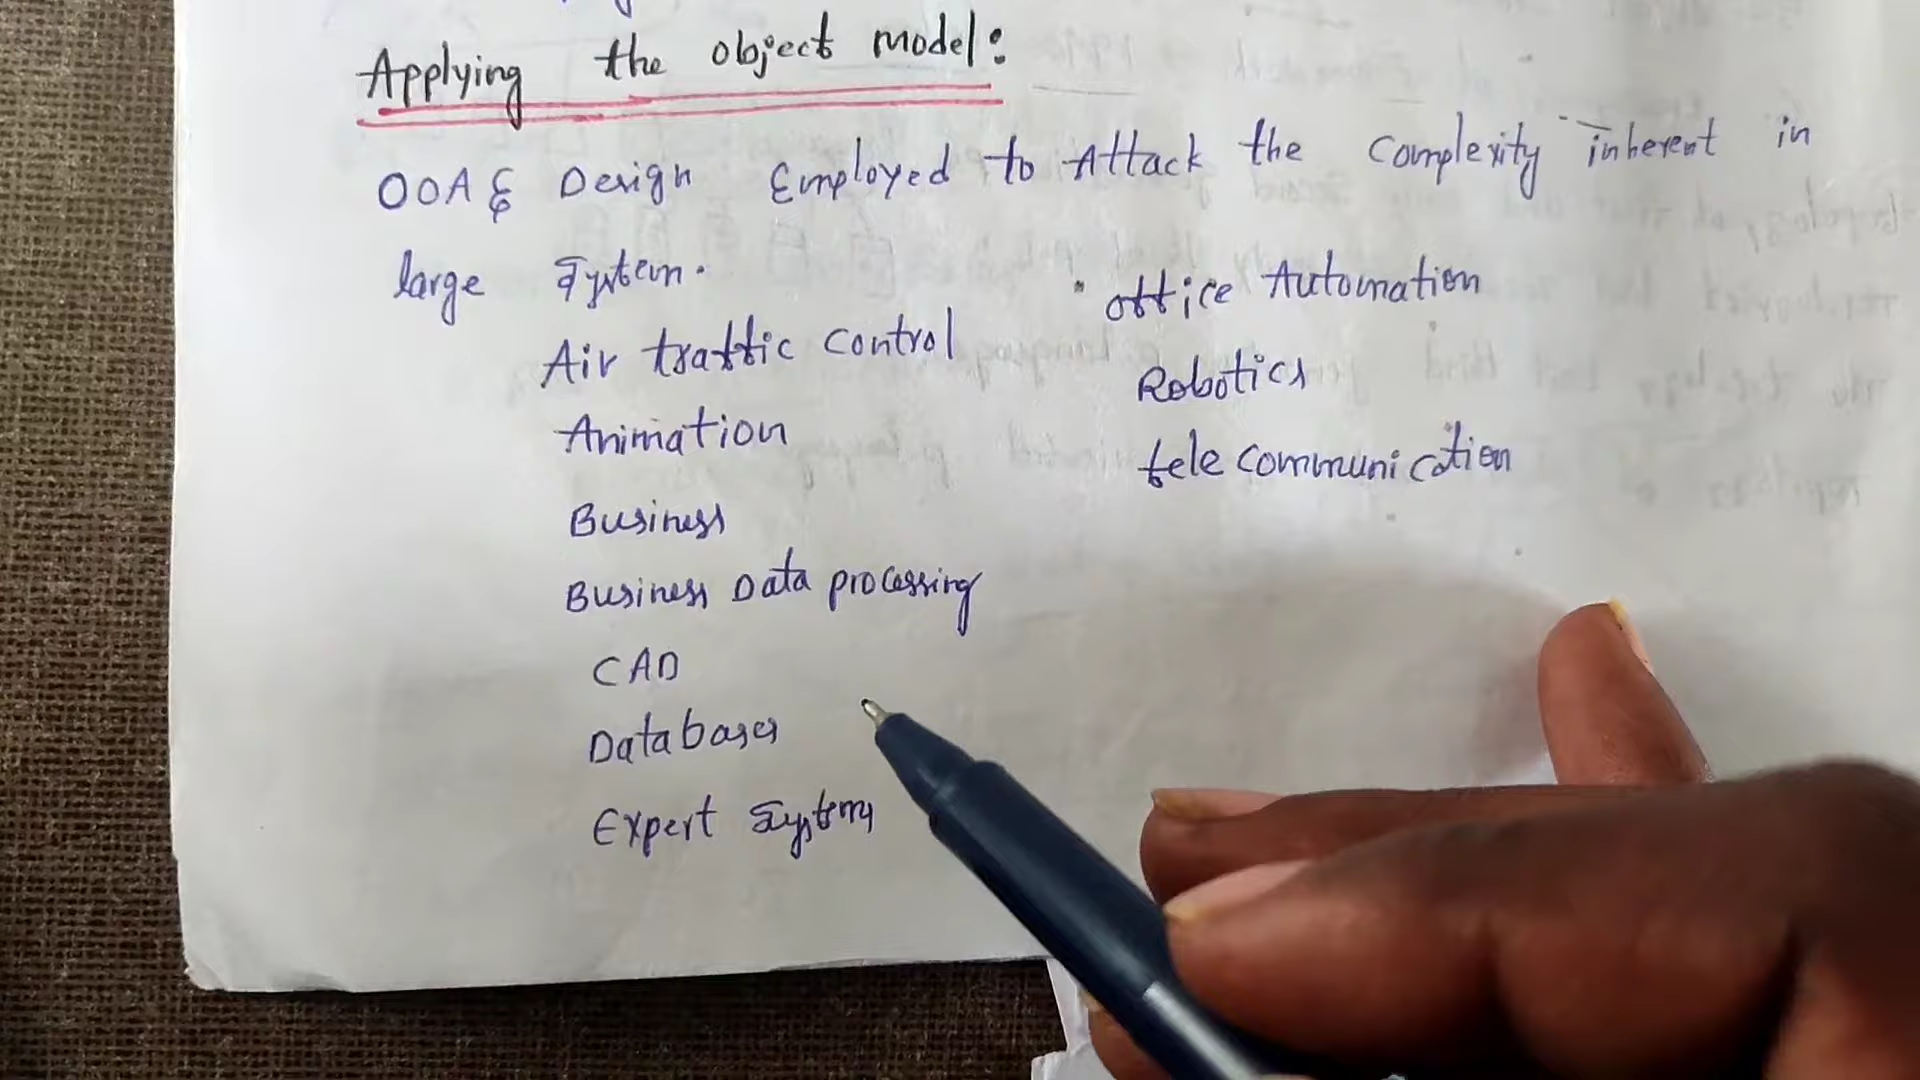 Applying the object model:
OOA & Design Employed to Attack the Complexity inherent in
large System.
Air traffic Control
Animation
Business
Business Data processing
CAD
Databases
Expert Systems
• office Automation
Robotics
tele communication